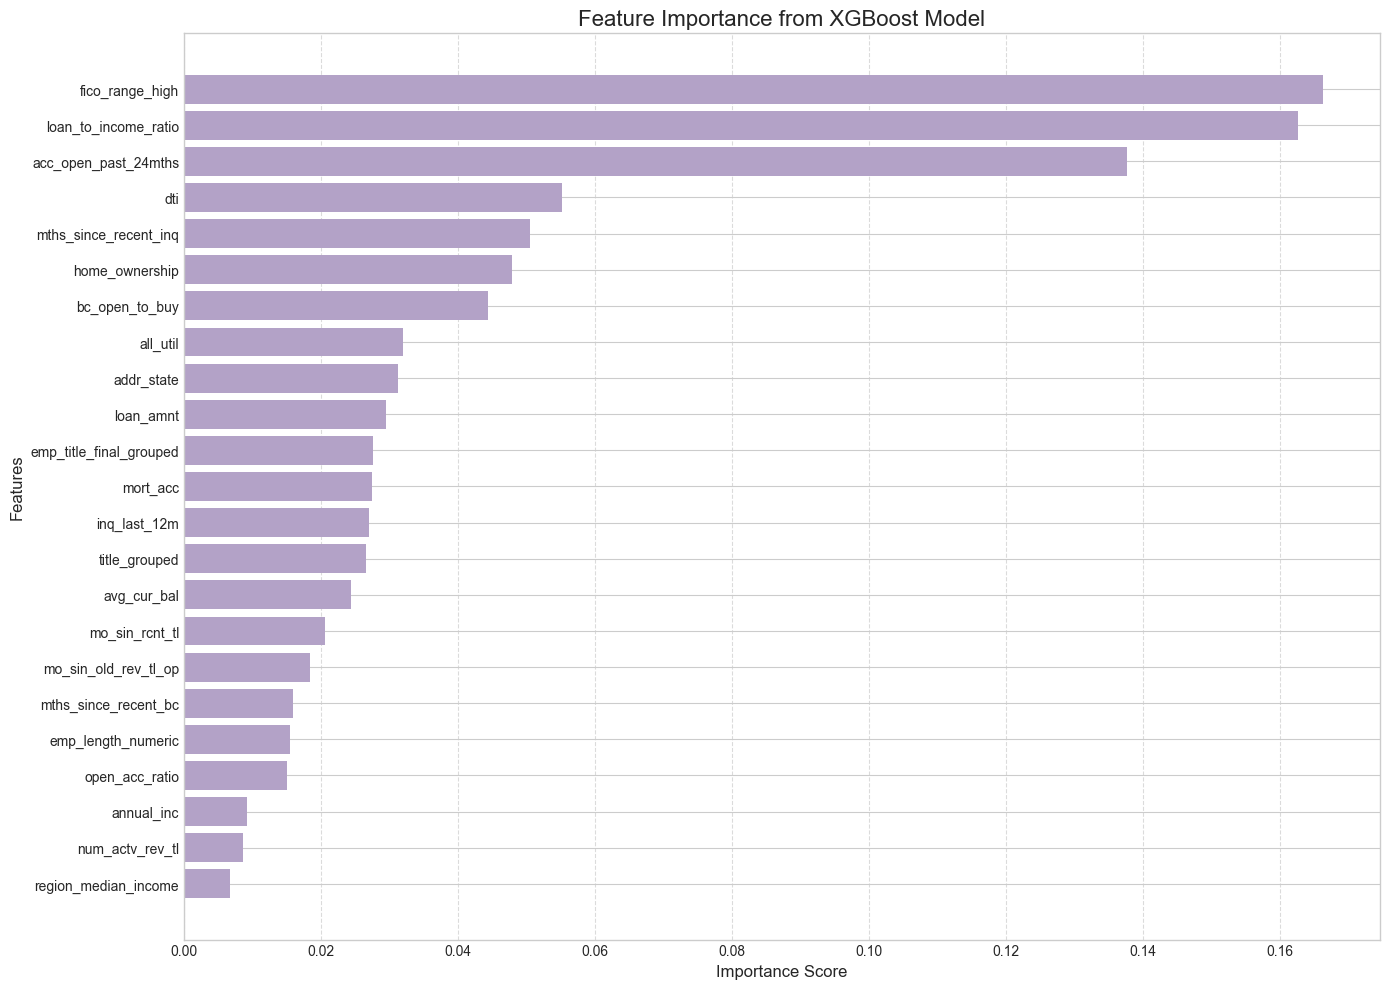 Feature Importance from XGBoost Model
fico_range_high
loan_to_income_ratio
acc_open_past_24mths
dti
mths_since_recent_inq
home_ownership
bc_open_to_buy
all_util
addr_state
loan_amnt
emp_title_final_grouped
mort_acc
inq_last_12m
title_grouped
avg_cur_bal
mo_sin_rcnt_tl
mo_sin_old_rev_tl_op
mths_since_recent_bc
emp_length_numeric
open_acc_ratio
annual_inc
num_actv_rev_tl
region_median_income
Features
0.00 0.02 0.04 0.06 0.08 0.10 0.12 0.14 0.16
Importance Score